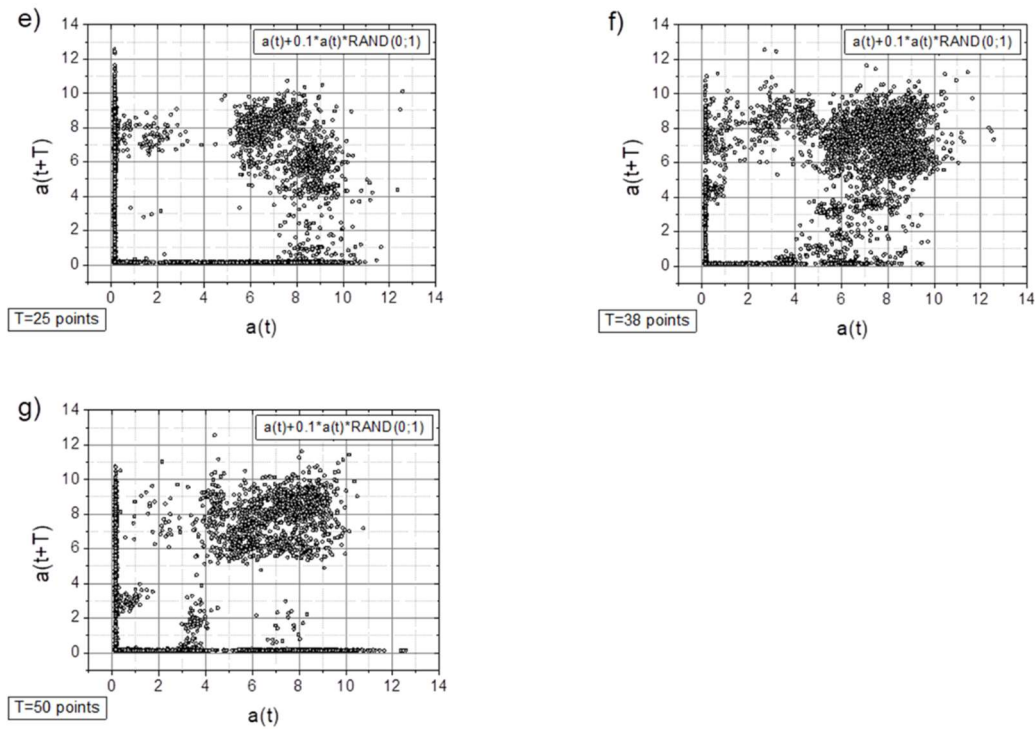 e)
14
12
10
8
6
4
2
0
a(t+T)
a(t)+0.1*a(t)*RAND(0;1)
0 2 4 6 8 10 12 14
T=25 points
a(t)
f)
14
12
10
8
6
4
2
0
a(t+T)
a(t)+0.1*a(t)*RAND(0;1)
0 2 4 6 8 10 12 14
T=38 points
a(t)
g)
14
12
10
8
6
4
2
0
a(t+T)
a(t)+0.1*a(t)*RAND(0;1)
0 2 4 6 8 10 12 14
T=50 points
a(t)